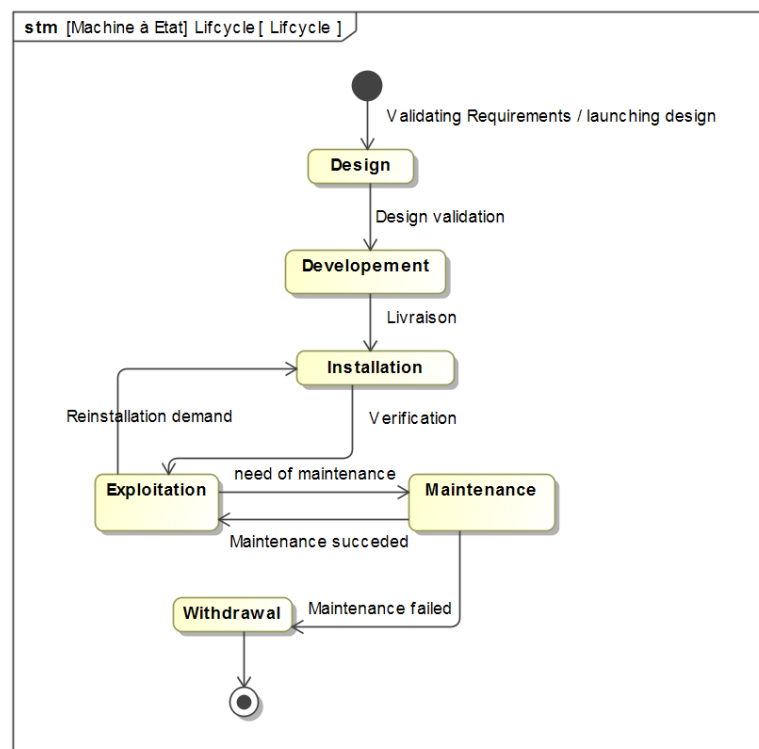 stm [Machine à Etat] Lifcycle [ Lifcycle ]
Validating Requirements / launching design
Design
Design validation
Developement
Livraison
Installation
Reinstallation demand
Verification
need of maintenance
Exploitation
Maintenance
Maintenance succeded
Withdrawal
Maintenance failed